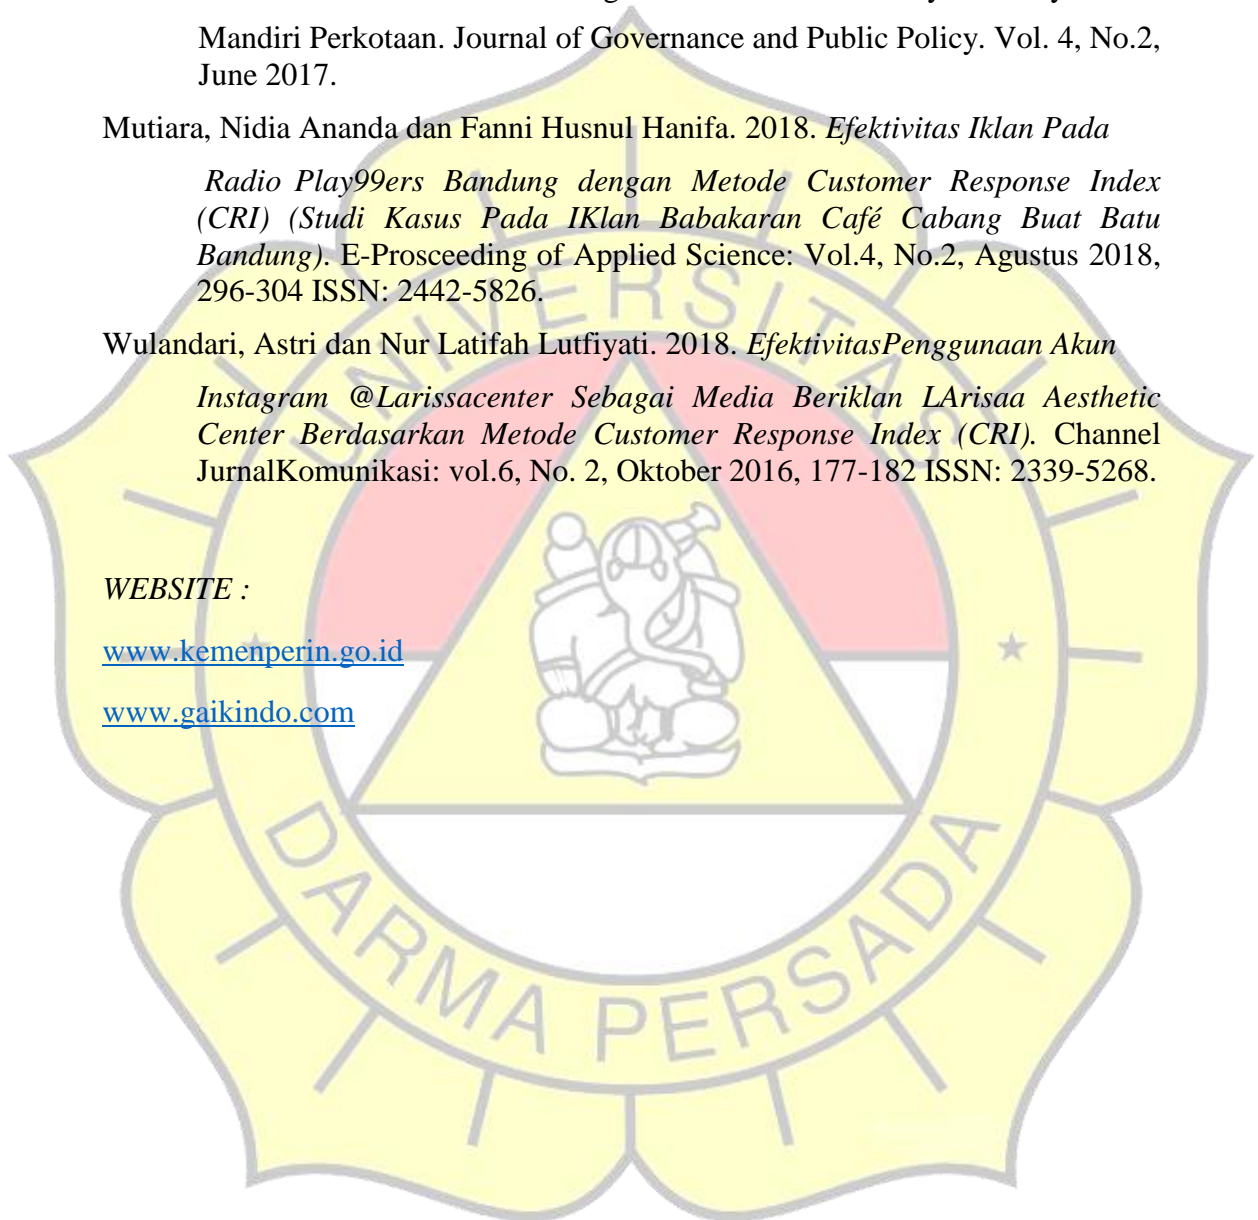 Mandiri Perkotaan. Journal of Governance and Public Policy. Vol. 4, No.2,
June 2017.
Mutiara, Nidia Ananda dan Fanni Husnul Hanifa. 2018. Efektivitas Iklan Pada
Radio Play99ers Bandung dengan Metode Customer Response Index
(CRI) (Studi Kasus Pada IKlan Babakaran Café Cabang Buat Batu
Bandung). E-Prosceeding of Applied Science: Vol.4, No.2, Agustus 2018,
296-304 ISSN: 2442-5826.
Wulandari, Astri dan Nur Latifah Lutfiyati. 2018. EfektivitasPenggunaan Akun
Instagram @Larissacenter Sebagai Media Beriklan LArisaa Aesthetic
Center Berdasarkan Metode Customer Response Index (CRI). Channel
JurnalKomunikasi: vol.6, No. 2, Oktober 2016, 177-182 ISSN: 2339-5268.
WEBSITE :
www.kemenperin.go.id
www.gaikindo.com
UNIVERSITAS
DARMA PERSADA